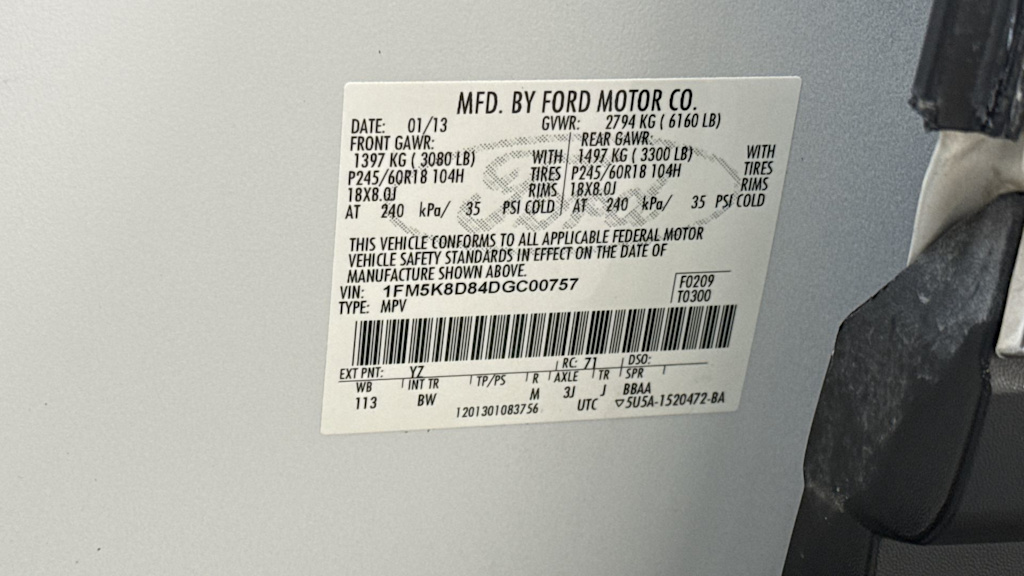 MFD. BY FORD MOTOR CO.
DATE: 01/13 GVWR: 2794 KG ( 6160 LB)
FRONT GAWR: REAR GAWR:
1397 KG ( 3080 LB) WITH 1497 KG ( 3300 LB) WITH
P245/60R18 104H TIRES P245/60R18 104H TIRES
18X8.0J RIMS 18X8.0J RIMS
AT 240 kPa/ 35 PSI COLD AT 240 kPa/ 35 PSI COLD
Ford
THIS VEHICLE CONFORMS TO ALL APPLICABLE FEDERAL MOTOR
VEHICLE SAFETY STANDARDS IN EFFECT ON THE DATE OF
MANUFACTURE SHOWN ABOVE.
VIN: 1FM5K8D84DGC00757 F0209
TYPE: MPV T0300
EXT PNT: YZ RC: 71 DSO:
WB INT TR TP/PS R AXLE TR SPR
113 BW M 3J J BBAA
1201301083756 UTC ▽5U5A-1520472-BA